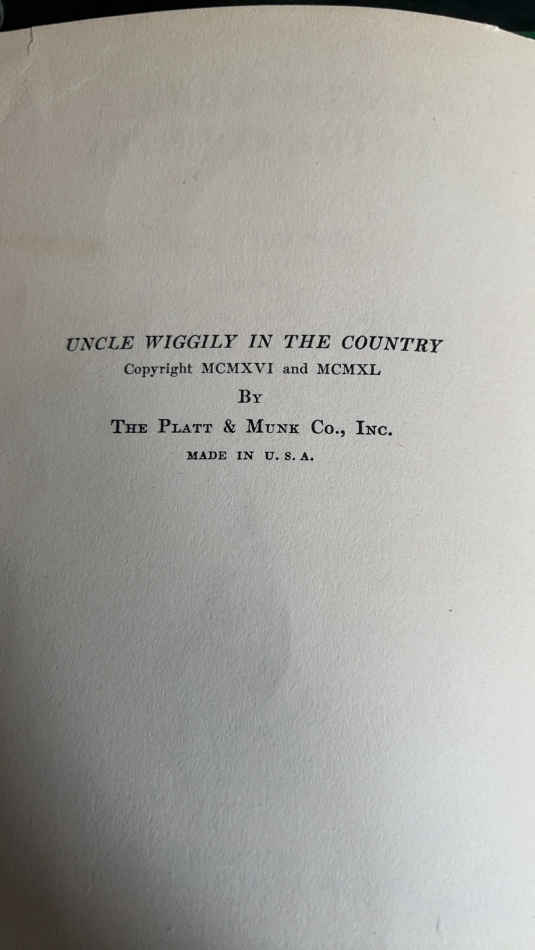 UNCLE WIGGILY IN THE COUNTRY
Copyright MCMXVI and MCMXL
By
The Platt & Munk Co., Inc.
MADE IN U. S. A.